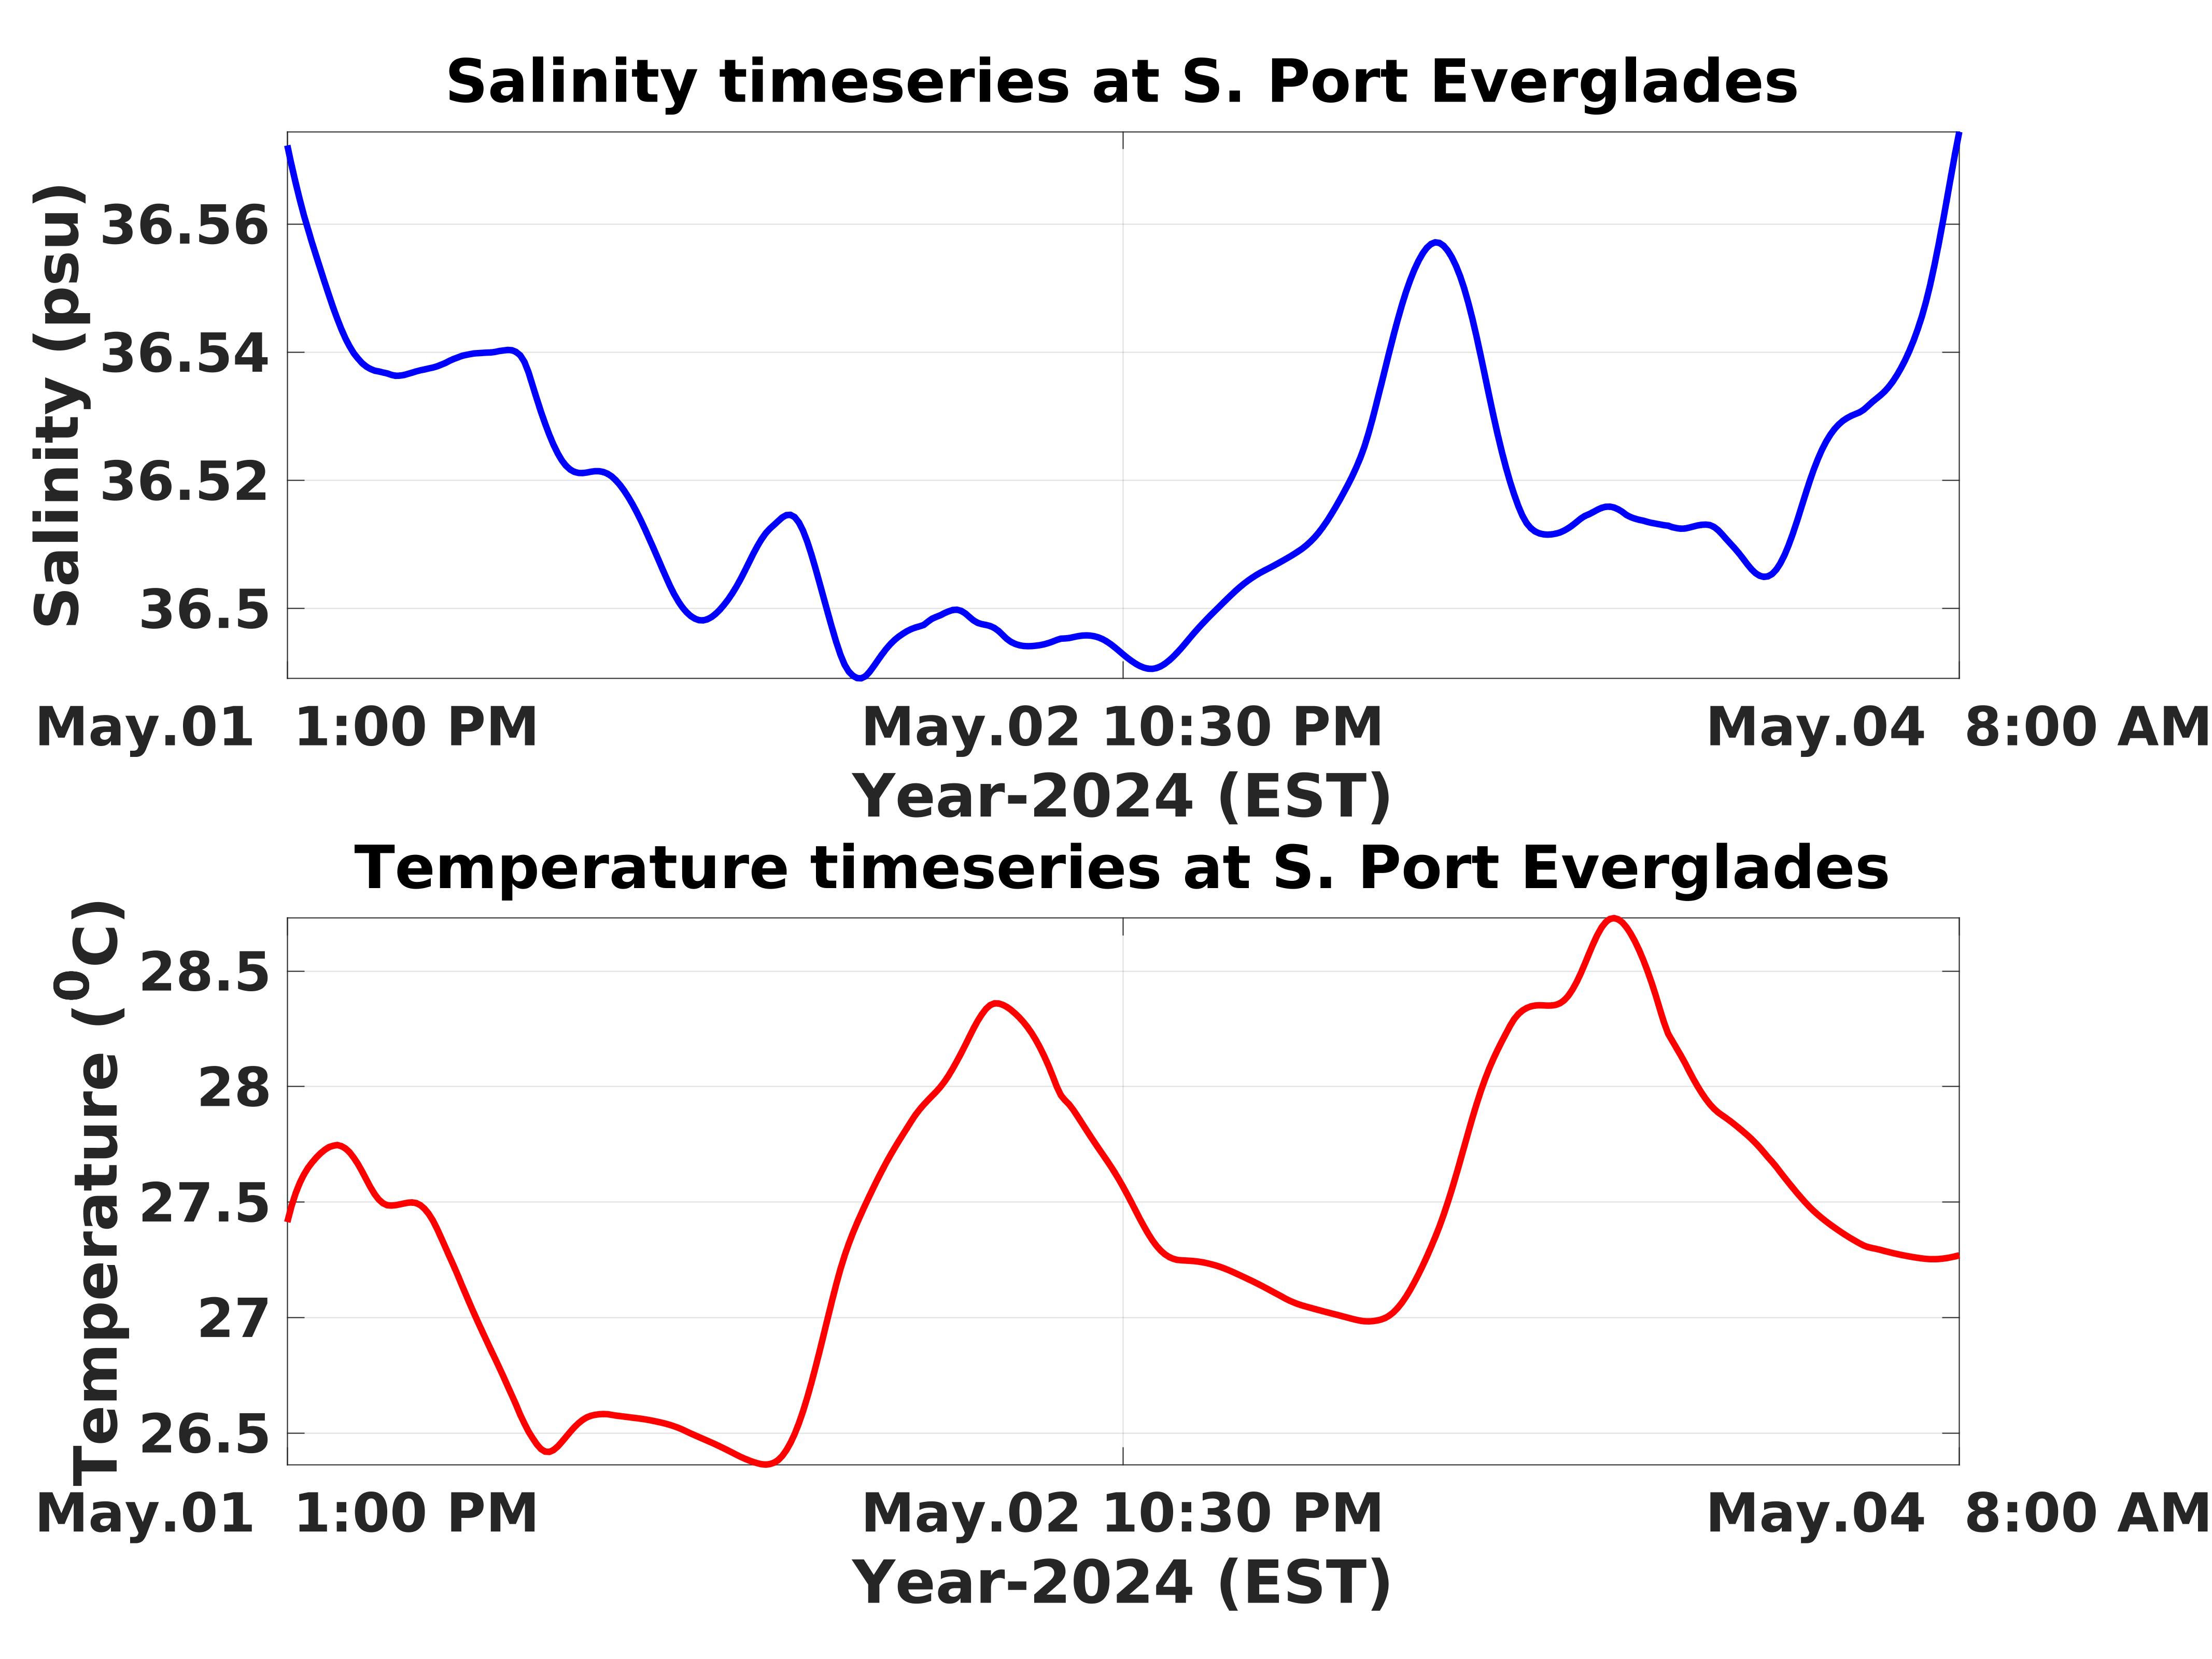 Salinity timeseries at S. Port Everglades
Salinity (psu)
36.56
36.54
36.52
36.5
May.01 1:00 PM May.02 10:30 PM May.04 8:00 AM
Year-2024 (EST)
Temperature timeseries at S. Port Everglades
Temperature (⁰C)
28.5
28
27.5
27
26.5
May.01 1:00 PM May.02 10:30 PM May.04 8:00 AM
Year-2024 (EST)